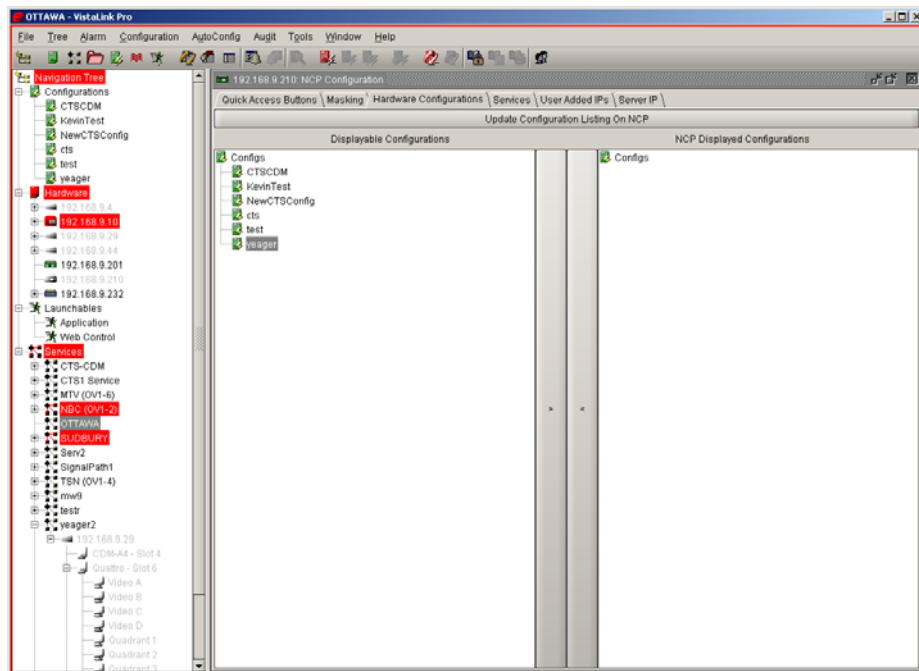 OTTAWA - VistaLink Pro
File Tree Alarm Configuration AutoConfig Audit Tools Window Help
Navigation Tree
Configurations
CTSCDM
KevinTest
NewCTSConfig
cts
test
yeager
Hardware
192.168.9.4
192.168.9.10
192.168.9.29
192.168.9.44
192.168.9.201
192.168.9.210
192.168.9.232
Launchables
Application
Web Control
Services
CTS-CDM
CTS1 Service
MTV (OV1-6)
NBC (OV1-2)
OTTAWA
SUDBURY
Serv2
SignalPath1
TSN (OV1-4)
mw9
testr
yeager2
192.168.9.29
CDM-A4 - Slot 4
Quattro - Slot 6
Video A
Video B
Video C
Video D
Quadrant 1
Quadrant 2
Quadrant 3
192.168.9.210: NCP Configuration
Quick Access Buttons Masking Hardware Configurations Services User Added IPs Server IP
Update Configuration Listing On NCP
Displayable Configurations
Configs
CTSCDM
KevinTest
NewCTSConfig
cts
test
yeager
> <
NCP Displayed Configurations
Configs